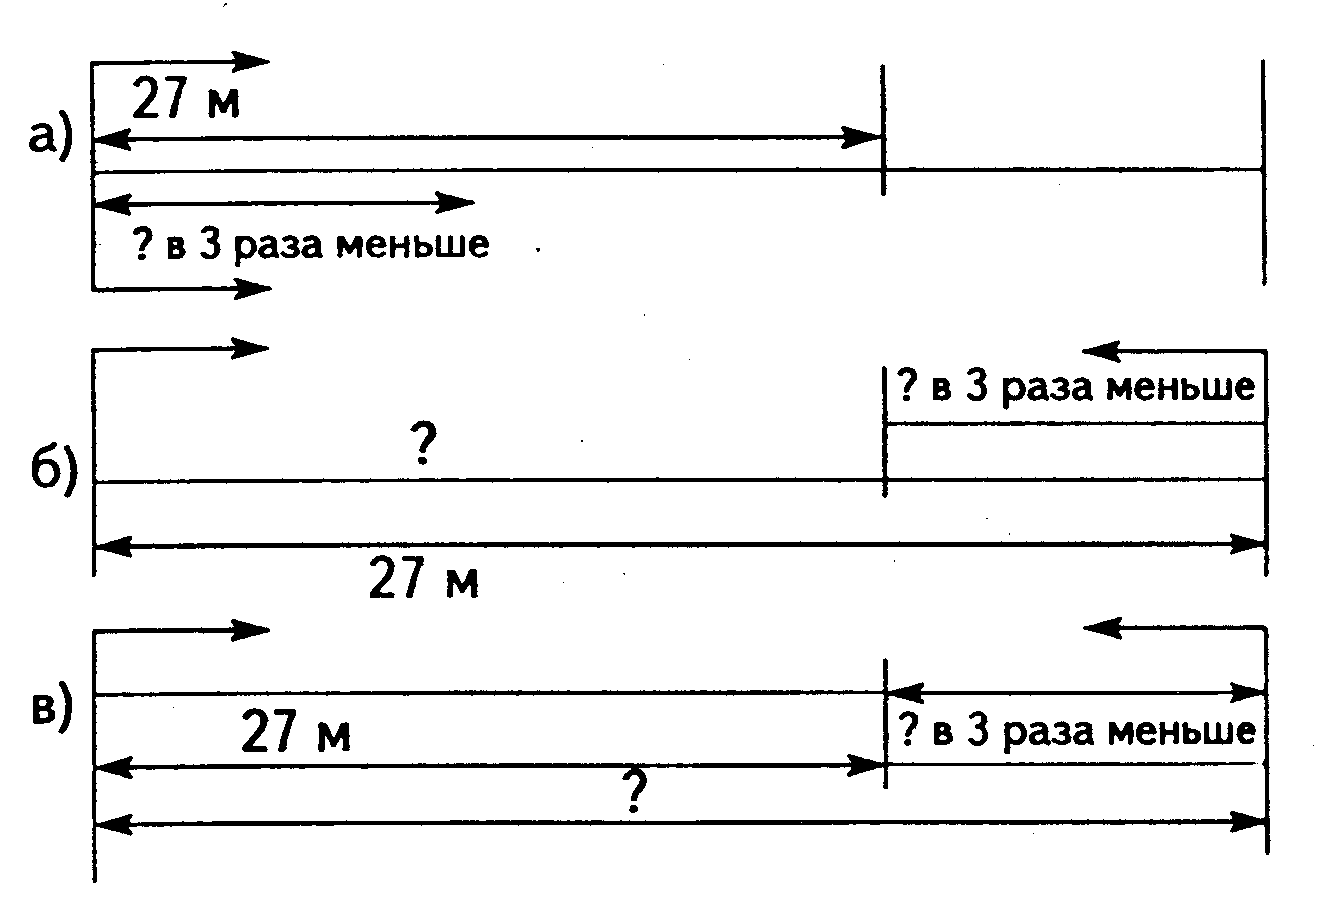 27 м
а)
? в 3 раза меньше
? в 3 раза меньше
?
б)
27 м
в)
27 м
? в 3 раза меньше
?